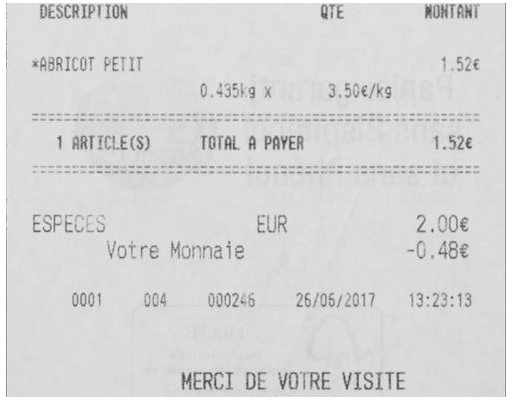 DESCRIPTION QTE MONTANT
*ABRICOT PETIT 1.52€
0.435kg x 3.50€/kg
1 ARTICLE(S) TOTAL A PAYER 1.52€
ESPECES EUR 2.00€
Votre Monnaie -0.48€
0001 004 000246 26/06/2017 13:23:13
MERCI DE VOTRE VISITE